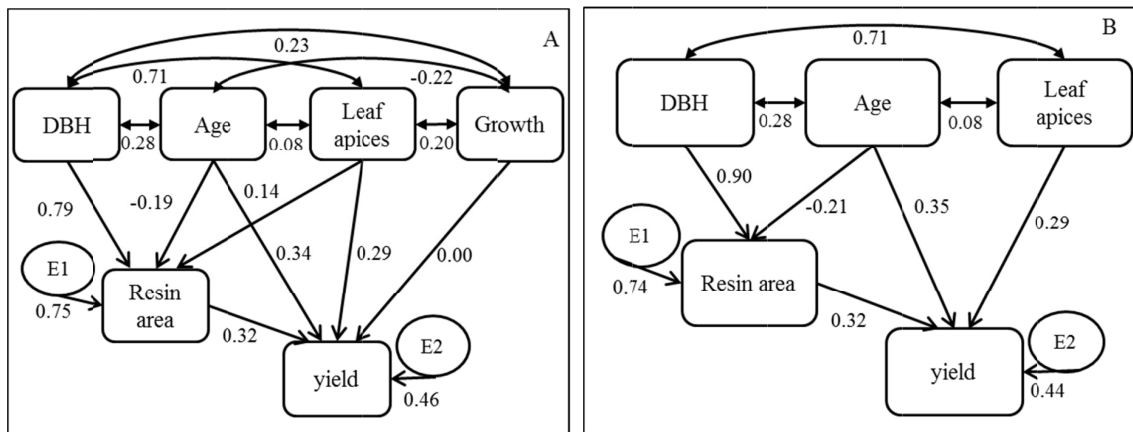 A
0.23
0.71
-0.22
DBH
0.28
Age
0.08
Leaf
apices
0.20
Growth
0.79
-0.19
0.14
0.34
0.29
0.00
E1
0.75
Resin
area
0.32
E2
yield
0.46
B
0.71
DBH
0.28
Age
0.08
Leaf
apices
0.90
-0.21
0.35
0.29
E1
0.74
Resin area
0.32
E2
yield
0.44